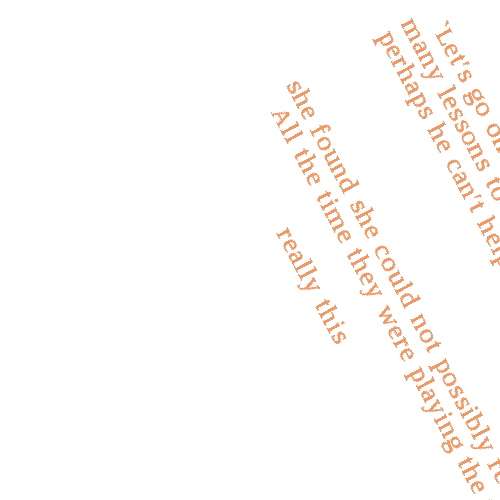 `Let's go on
many lessons to
perhaps he can't help
she found she could not possibly
All the time they were playing the
really this